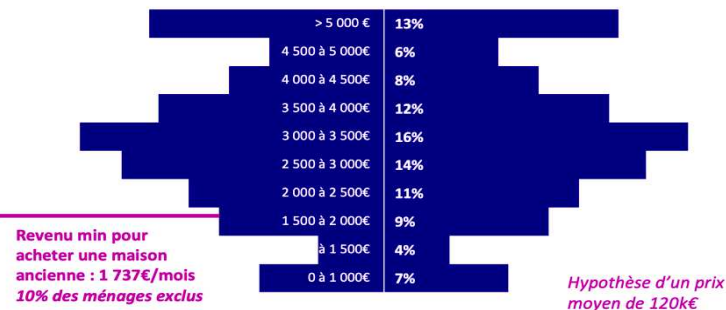 > 5 000 € 13%
4 500 à 5 000€ 6%
4 000 à 4 500€ 8%
3 500 à 4 000€ 12%
3 000 à 3 500€ 16%
2 500 à 3 000€ 14%
2 000 à 2 500€ 11%
1 500 à 2 000€ 9%
à 1 500€ 4%
0 à 1 000€ 7%
Revenu min pour
acheter une maison
ancienne : 1 737€/mois
10% des ménages exclus
Hypothèse d'un prix
moyen de 120k€